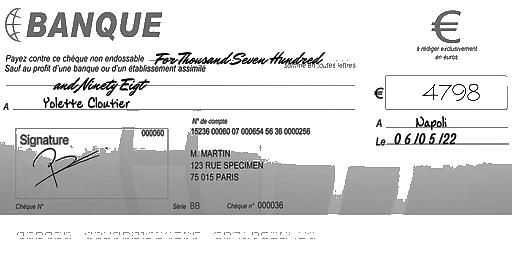 BANQUE
€
à rédiger exclusivement
en euros
Payez contre ce chèque non endossable For Thousand Seven Hundred
Sauf au profit d'une banque ou d'un établissement assimilé
somme en toutes lettres
and Ninety Eigt
€ 4798
A Yolette Cloutier
A Napoli
Le 06/05/22
Signature
000060
N° de compte
15236 00060 07 000654 56 36 0000256
M. MARTIN
123 RUE SPECIMEN
75 015 PARIS
Chèque N°
Série BB
Chèque n° 000036